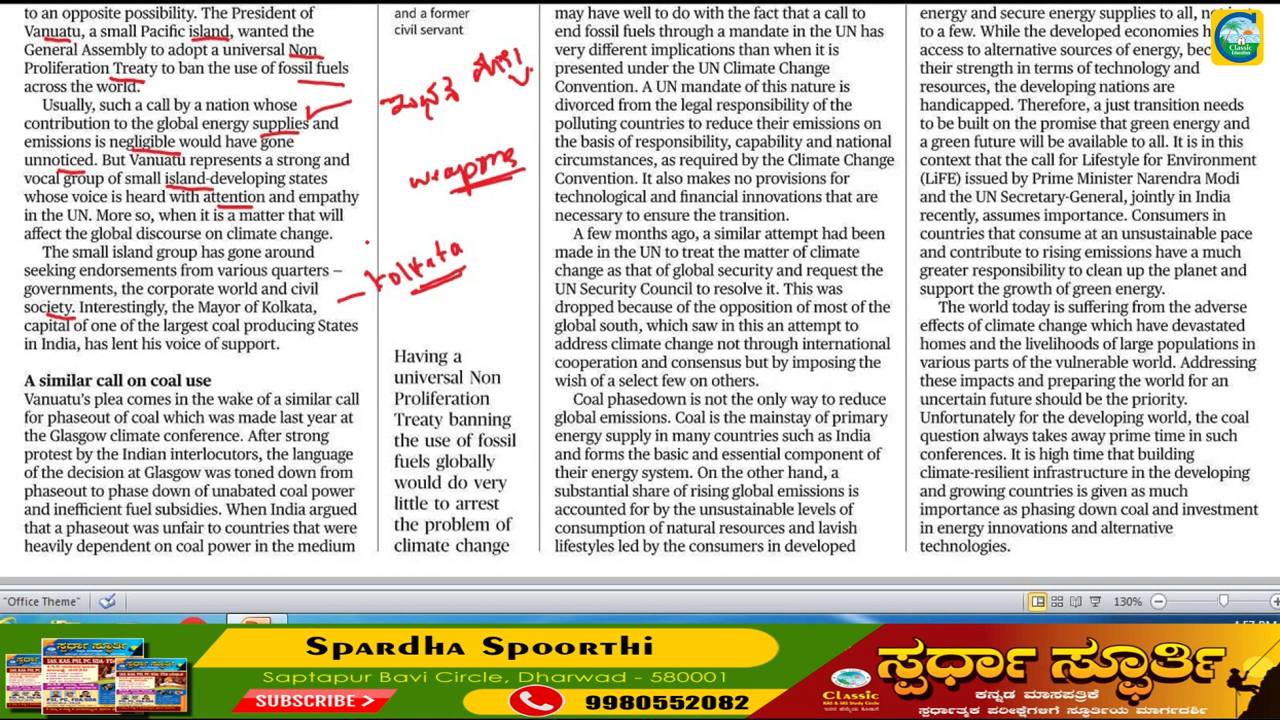 to an opposite possibility. The President of
Vanuatu, a small Pacific island, wanted the
General Assembly to adopt a universal Non
Proliferation Treaty to ban the use of fossil fuels
across the world.
Usually, such a call by a nation whose
contribution to the global energy supplies and
emissions is negligible would have gone
unnoticed. But Vanuatu represents a strong and
vocal group of small island-developing states
whose voice is heard with attention and empathy
in the UN. More so, when it is a matter that will
affect the global discourse on climate change.
The small island group has gone around
seeking endorsements from various quarters —
governments, the corporate world and civil
society. Interestingly, the Mayor of Kolkata,
capital of one of the largest coal producing States
in India, has lent his voice of support.
A similar call on coal use
Vanuatu's plea comes in the wake of a similar call
for phaseout of coal which was made last year at
the Glasgow climate conference. After strong
protest by the Indian interlocutors, the language
of the decision at Glasgow was toned down from
phaseout to phase down of unabated coal power
and inefficient fuel subsidies. When India argued
that a phaseout was unfair to countries that were
heavily dependent on coal power in the medium
and a former
civil servant
weapons
Kolkata
Having a
universal Non
Proliferation
Treaty banning
the use of fossil
fuels globally
would do very
little to arrest
the problem of
climate change
may have well to do with the fact that a call to
end fossil fuels through a mandate in the UN has
very different implications than when it is
presented under the UN Climate Change
Convention. A UN mandate of this nature is
divorced from the legal responsibility of the
polluting countries to reduce their emissions on
the basis of responsibility, capability and national
circumstances, as required by the Climate Change
Convention. It also makes no provisions for
technological and financial innovations that are
necessary to ensure the transition.
A few months ago, a similar attempt had been
made in the UN to treat the matter of climate
change as that of global security and request the
UN Security Council to resolve it. This was
dropped because of the opposition of most of the
global south, which saw in this an attempt to
address climate change not through international
cooperation and consensus but by imposing the
wish of a select few on others.
Coal phasedown is not the only way to reduce
global emissions. Coal is the mainstay of primary
energy supply in many countries such as India
and forms the basic and essential component of
their energy system. On the other hand, a
substantial share of rising global emissions is
accounted for by the unsustainable levels of
consumption of natural resources and lavish
lifestyles led by the consumers in developed
energy and secure energy supplies to all, not just
to a few. While the developed economies
access to alternative sources of energy,
their strength in terms of technology and
resources, the developing nations are
handicapped. Therefore, a just transition needs
to be built on the promise that green energy and
a green future will be available to all. It is in this
context that the call for Lifestyle for Environment
(LiFE) issued by Prime Minister Narendra Modi
and the UN Secretary-General, jointly in India
recently, assumes importance. Consumers in
countries that consume at an unsustainable pace
and contribute to rising emissions have a much
greater responsibility to clean up the planet and
support the growth of green energy.
The world today is suffering from the adverse
effects of climate change which have devastated
homes and the livelihoods of large populations in
various parts of the vulnerable world. Addressing
these impacts and preparing the world for an
uncertain future should be the priority.
Unfortunately for the developing world, the coal
question always takes away prime time in such
conferences. It is high time that building
climate-resilient infrastructure in the developing
and growing countries is given as much
importance as phasing down coal and investment
in energy innovations and alternative
technologies.
Classic
Education
"Office Theme"
130%
Spardha Spoorthi
Saptapur Bavi Circle, Dharwad - 580001
SUBSCRIBE
9980552082
ಸ್ಪರ್ಧಾ ಸ್ಫೂರ್ತಿ
Classic
KAS & IAS Study Circle
ಕನ್ನಡ ಮಾಸಪತ್ರಿಕೆ
ಸ್ಪರ್ಧಾತ್ಮಕ ಪರೀಕ್ಷೆಗಳಿಗೆ ಸ್ಫೂರ್ತಿಯ ಮಾರ್ಗದರ್ಶಿ